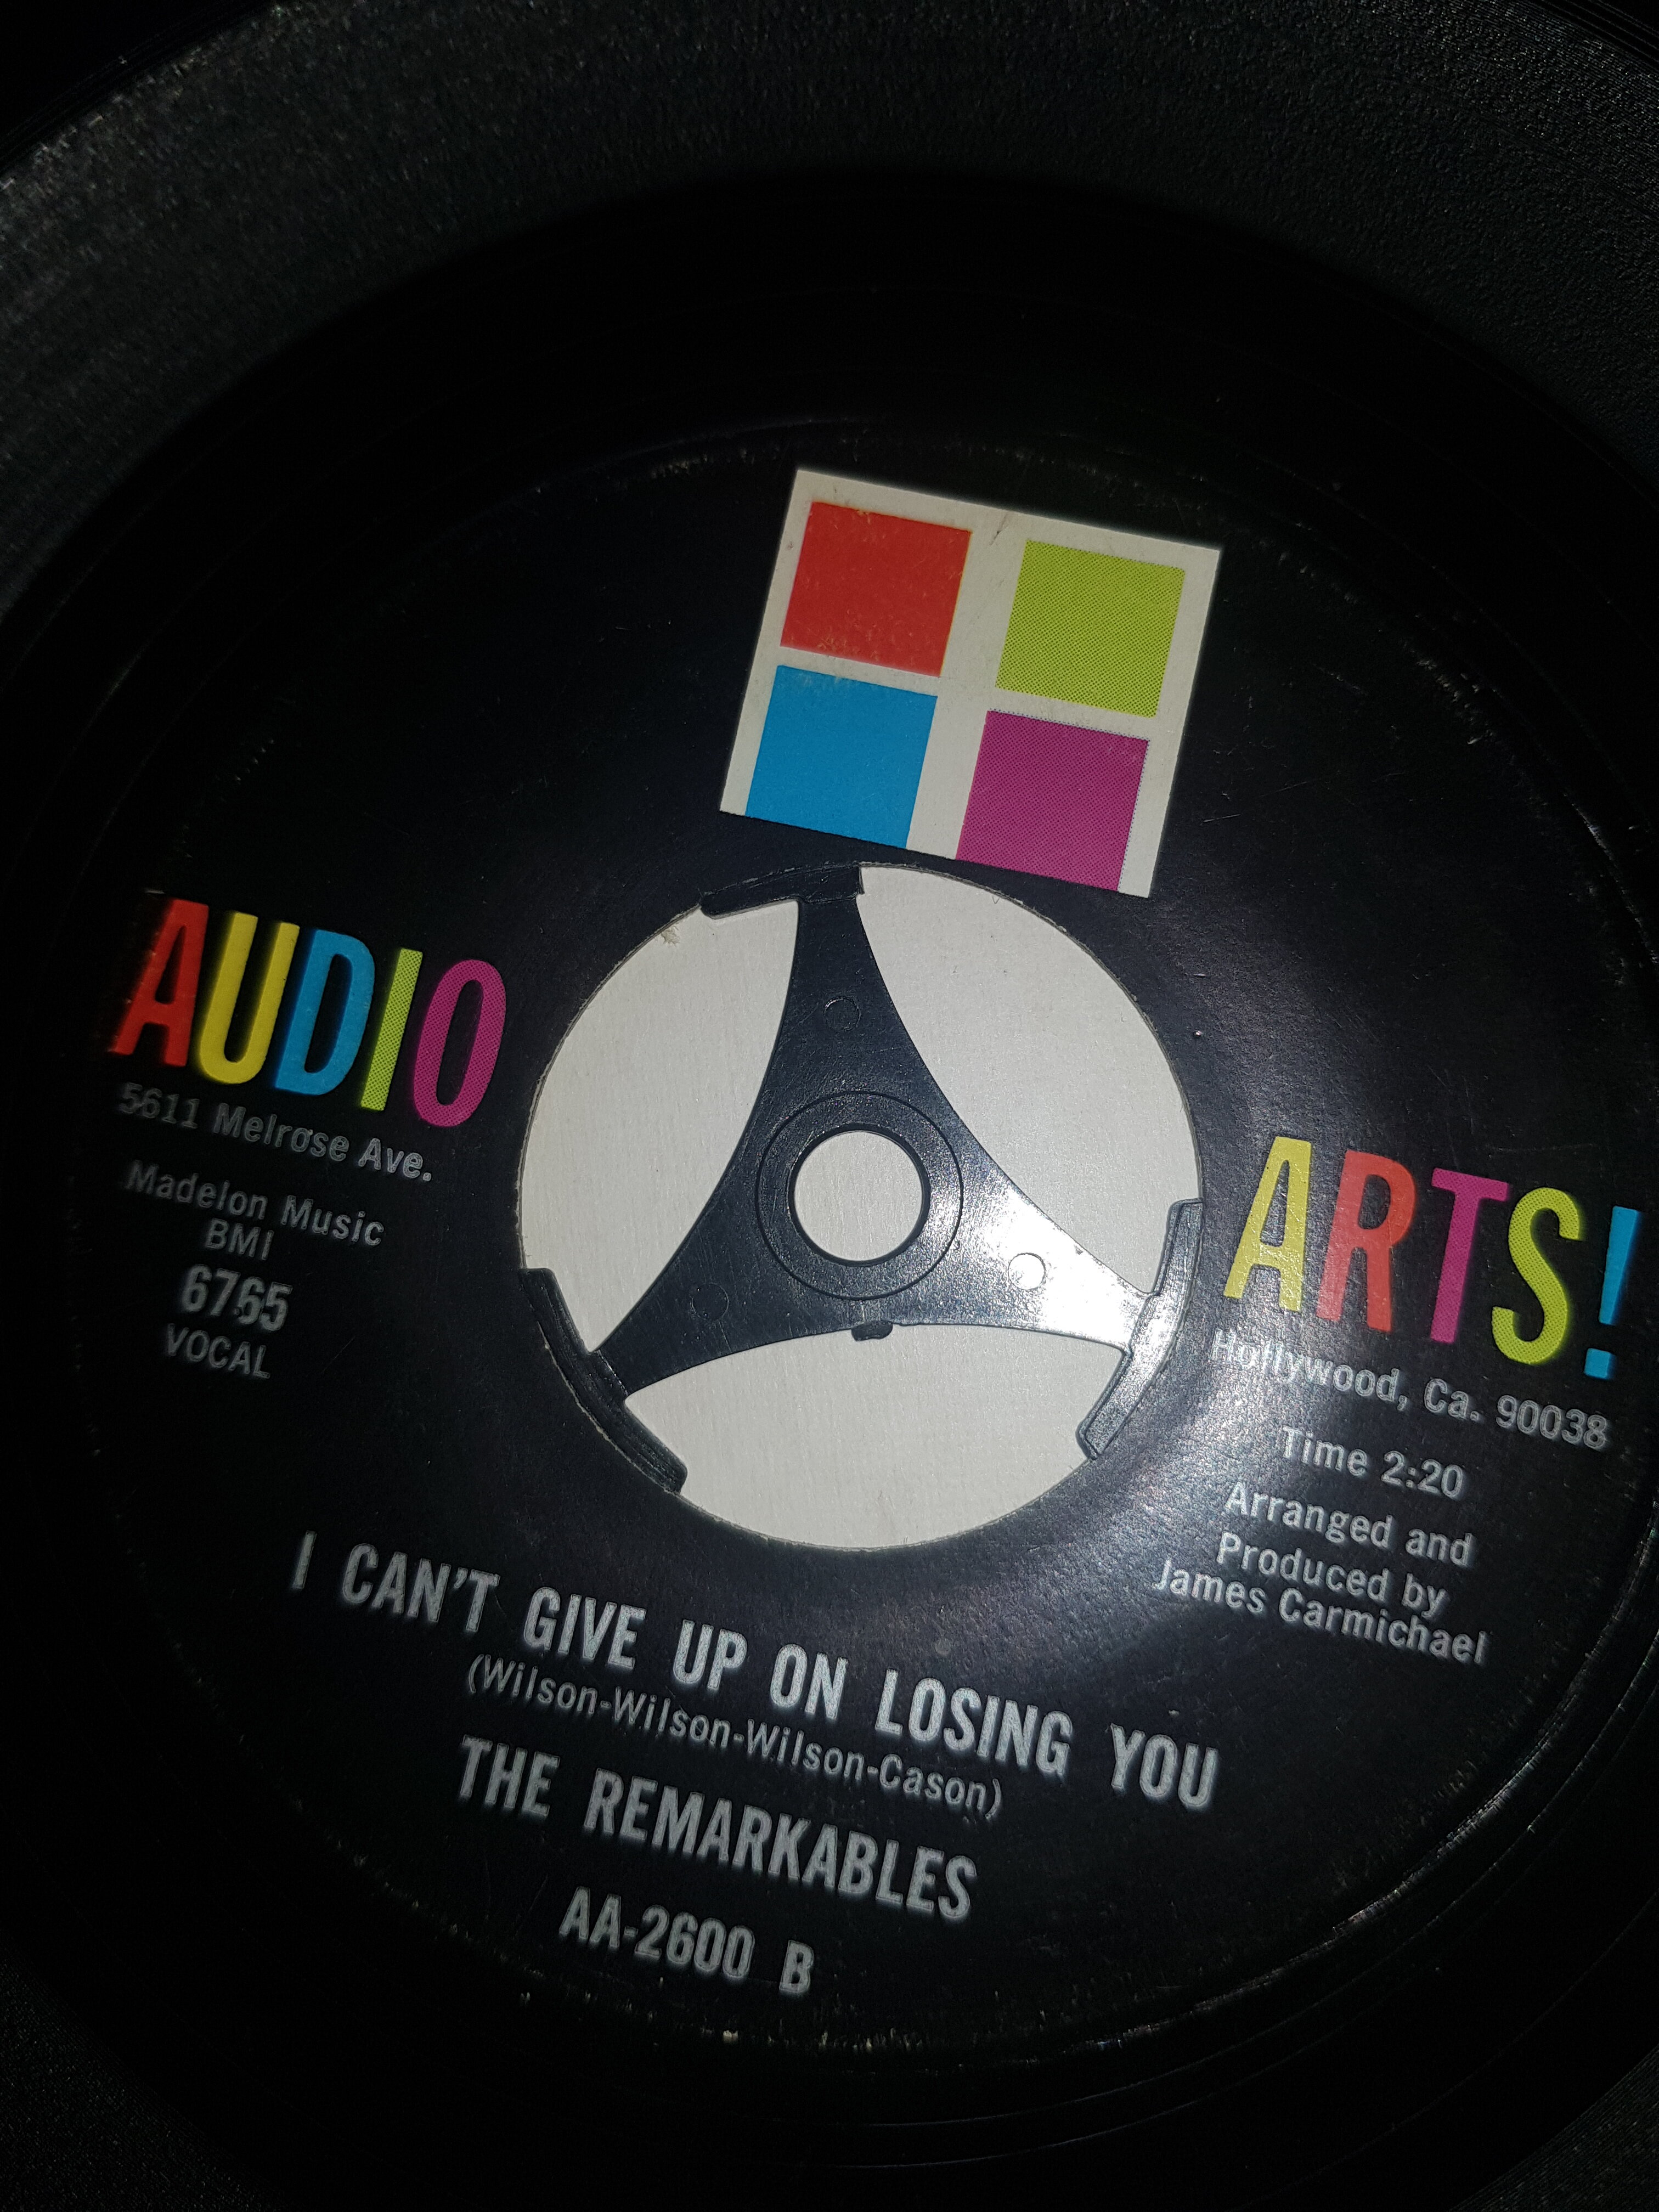 AUDIO ARTS!
5611 Melrose Ave.
Hollywood, Ca. 90038
Madelon Music
BMI
6765
VOCAL
Time 2:20
Arranged and
Produced by
James Carmichael
I CAN'T GIVE UP ON LOSING YOU
(Wilson-Wilson-Wilson-Cason)
THE REMARKABLES
AA-2600 B